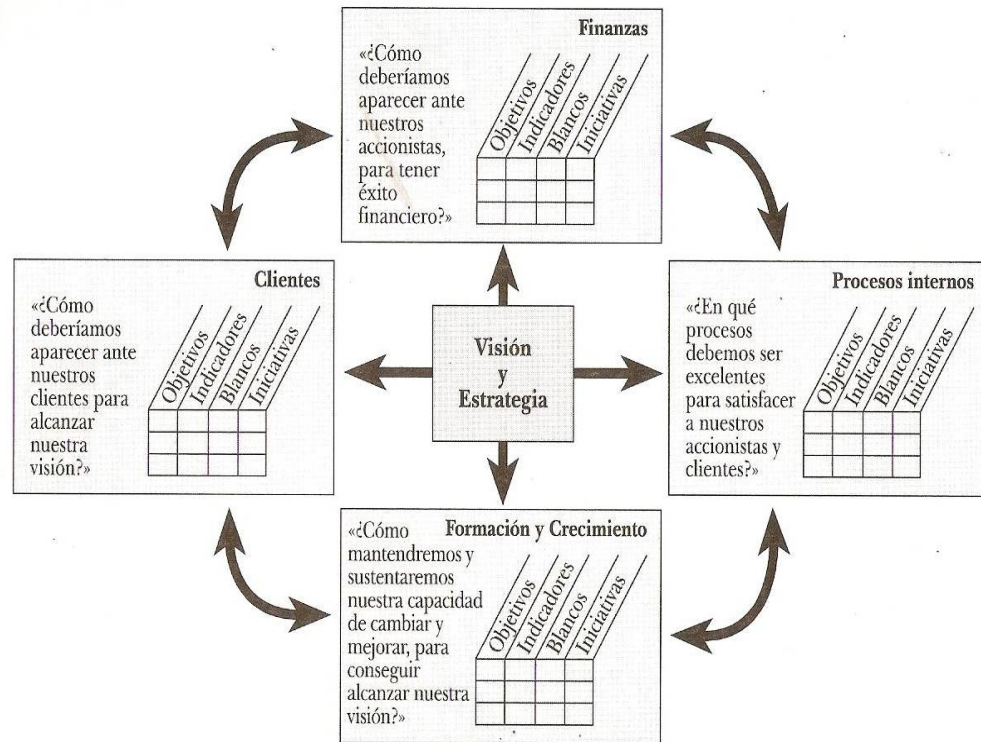 Finanzas
«¿Cómo
deberíamos
aparecer ante
nuestros
accionistas,
para tener
éxito
financiero?»
Objetivos
Indicadores
Blancos
Iniciativas
Clientes
«¿Cómo
deberíamos
aparecer ante
nuestros
clientes para
alcanzar
nuestra
visión?»
Objetivos
Indicadores
Blancos
Iniciativas
Visión
y
Estrategia
Procesos internos
«¿En qué
procesos
debemos ser
excelentes
para satisfacer
a nuestros
accionistas y
clientes?»
Objetivos
Indicadores
Blancos
Iniciativas
Formación y Crecimiento
«¿Cómo
mantendremos y
sustentaremos
nuestra capacidad
de cambiar y
mejorar, para
conseguir
alcanzar nuestra
visión?»
Objetivos
Indicadores
Blancos
Iniciativas